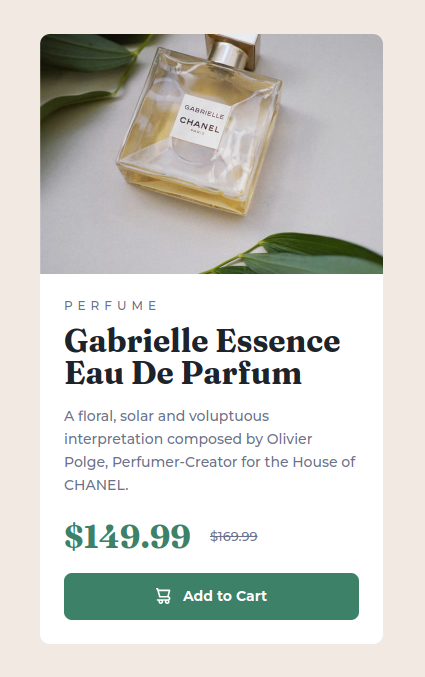 GABRIELLE
CHANEL
PARIS
PERFUME
Gabrielle Essence
Eau De Parfum
A floral, solar and voluptuous
interpretation composed by Olivier
Polge, Perfumer-Creator for the House of
CHANEL.
$149.99 $169.99
Add to Cart